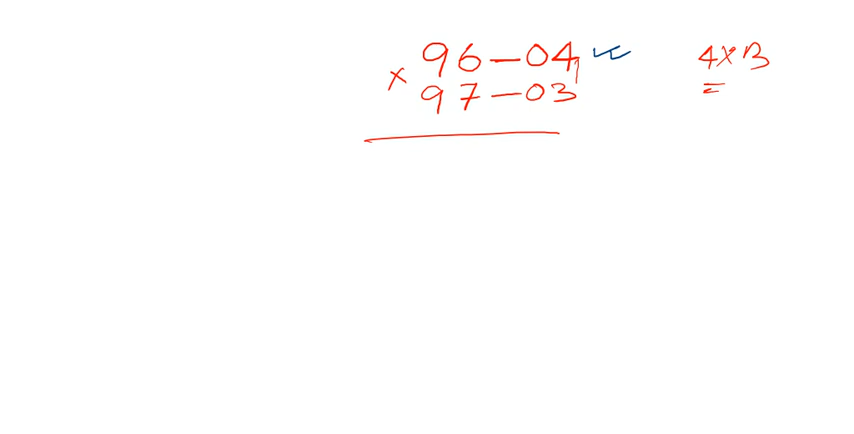 96-04
× 97-03
4×3
=